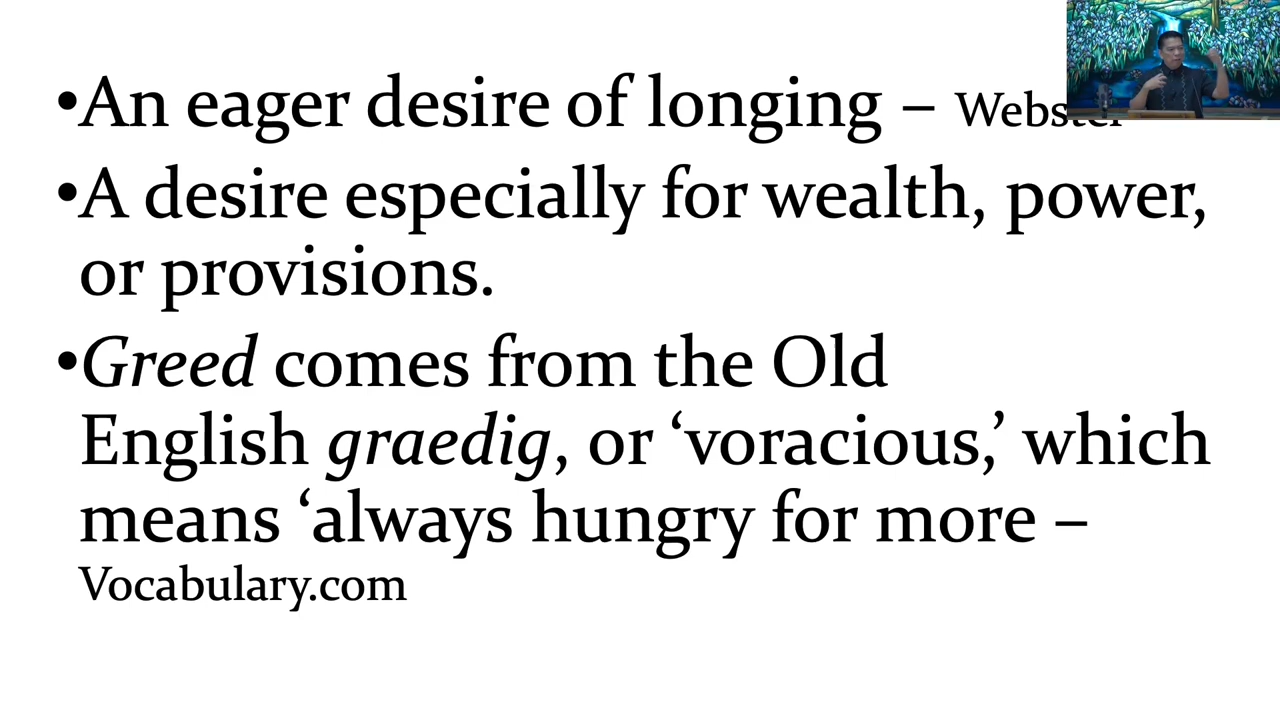 •An eager desire of longing – Webster
•A desire especially for wealth, power,
or provisions.
•Greed comes from the Old
English graedig, or ‘voracious,’ which
means ‘always hungry for more –
Vocabulary.com